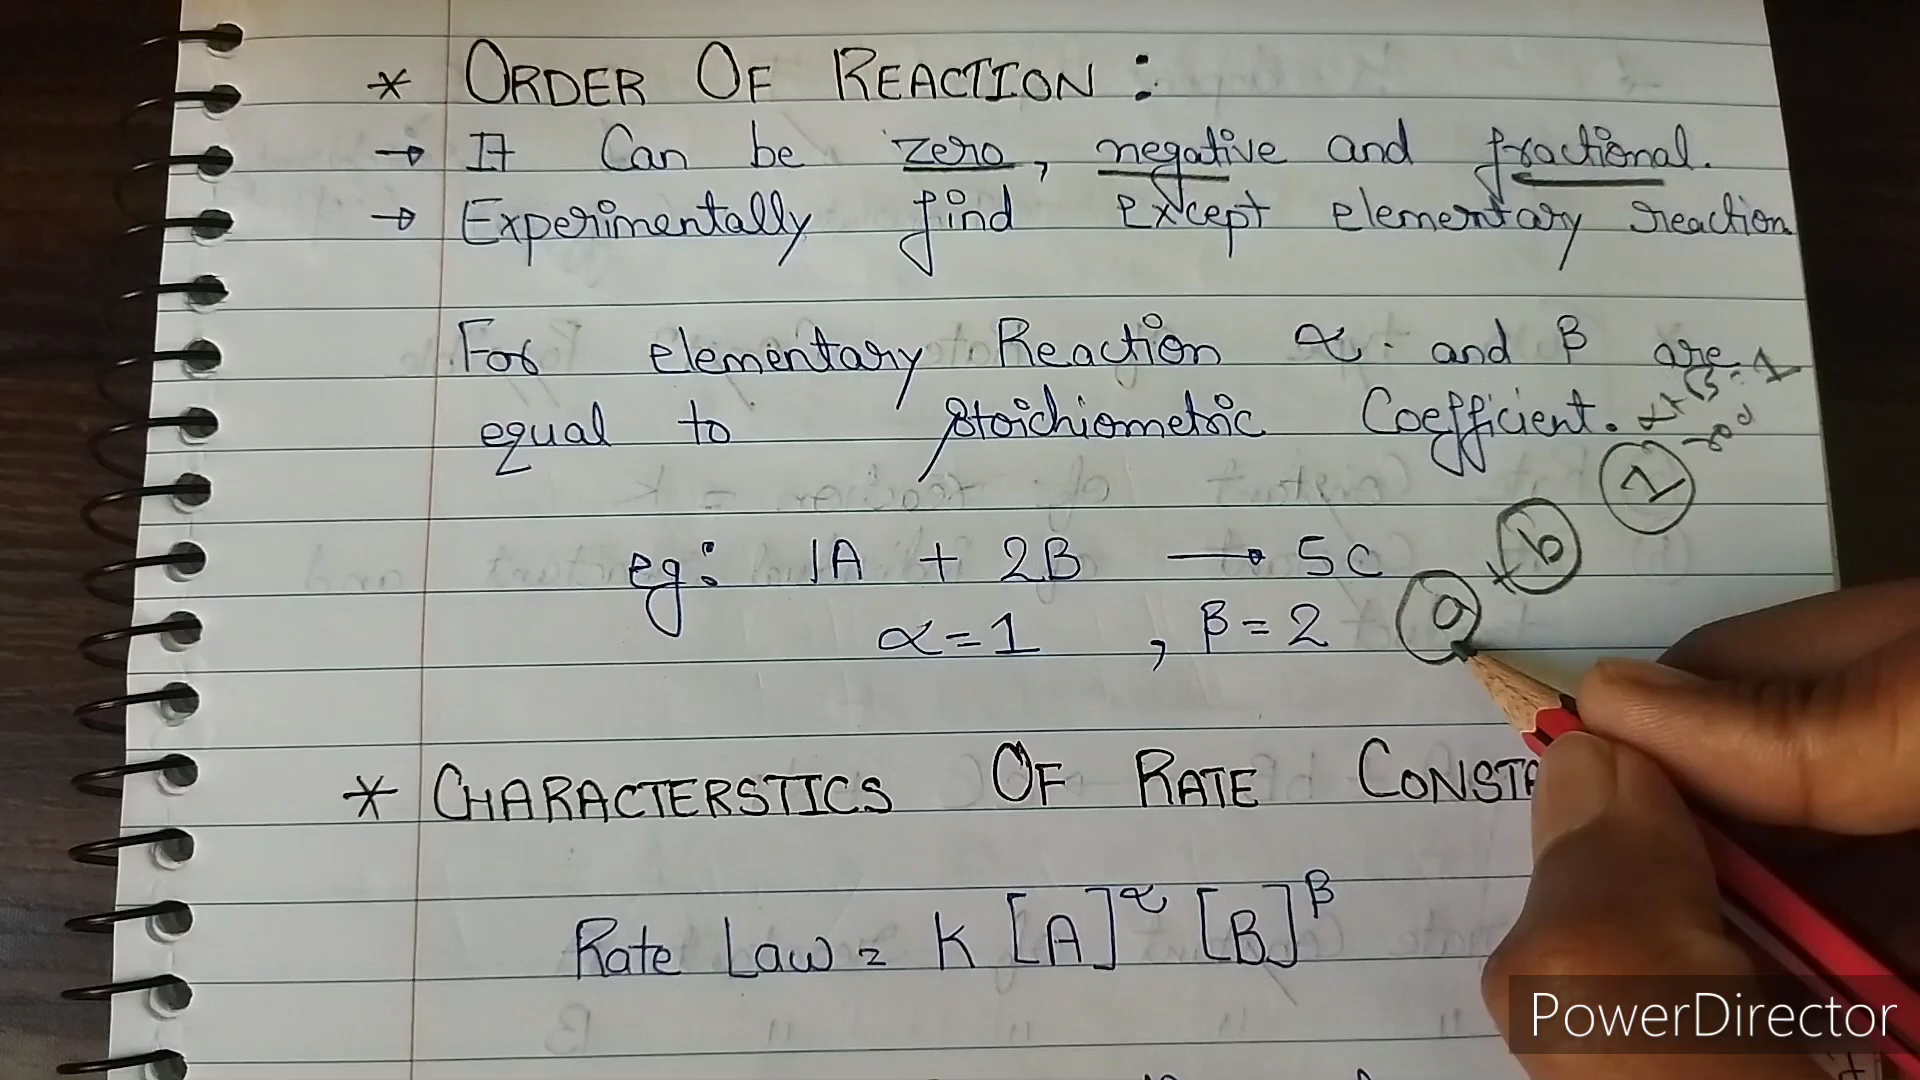 * ORDER OF REACTION :
→ It Can be zero, negative and fractional.
→ Experimentally find except elementary reaction
For elementary Reaction α and β are
equal to stoichiometric Coefficient.
eg: 1A + 2B → 5C
α = 1 , β = 2
a + b
1
* CHARACTERSTICS OF RATE
Rate Law = K [A]^α [B]^β
PowerDirector